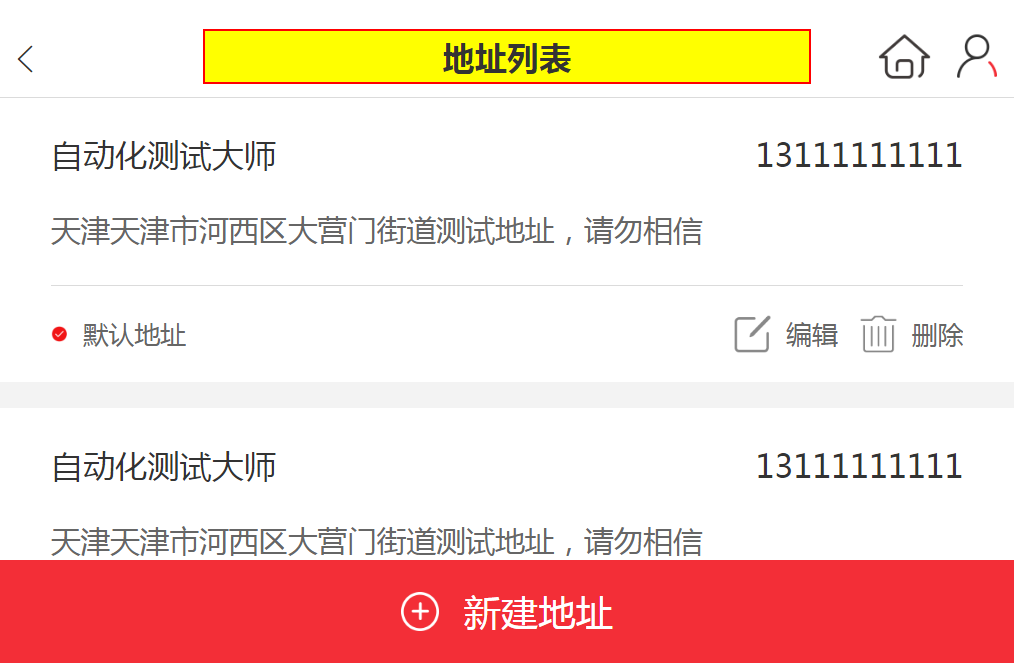 地址列表
自动化测试大师 13111111111
天津天津市河西区大营门街道测试地址，请勿相信
默认地址 编辑 删除
自动化测试大师 13111111111
天津天津市河西区大营门街道测试地址，请勿相信
新建地址